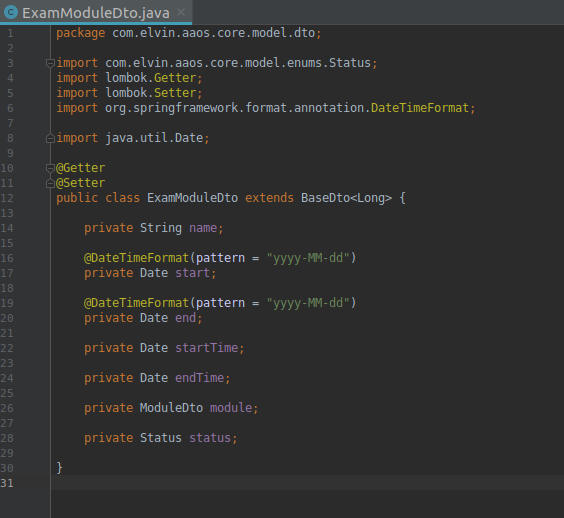 ExamModuleDto.java
1 package com.elvin.aaos.core.model.dto;
2
3 import com.elvin.aaos.core.model.enums.Status;
4 import lombok.Getter;
5 import lombok.Setter;
6 import org.springframework.format.annotation.DateTimeFormat;
7
8 import java.util.Date;
9
10 @Getter
11 @Setter
12 public class ExamModuleDto extends BaseDto<Long> {
13
14 private String name;
15
16 @DateTimeFormat(pattern = "yyyy-MM-dd")
17 private Date start;
18
19 @DateTimeFormat(pattern = "yyyy-MM-dd")
20 private Date end;
21
22 private Date startTime;
23
24 private Date endTime;
25
26 private ModuleDto module;
27
28 private Status status;
29
30 }
31